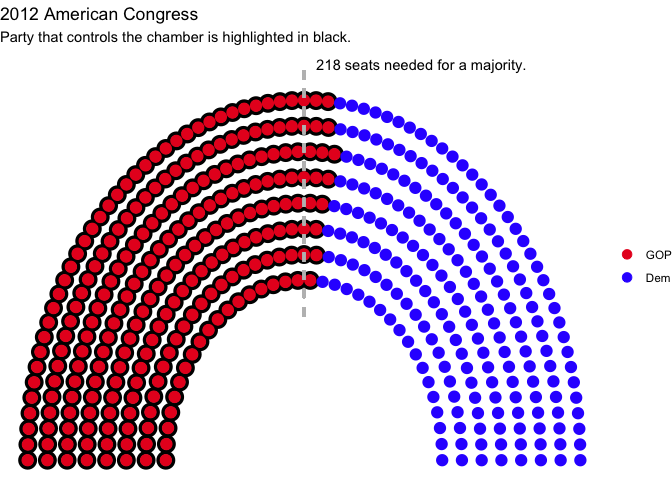 2012 American Congress
Party that controls the chamber is highlighted in black.
218 seats needed for a majority.
GOP
Dem